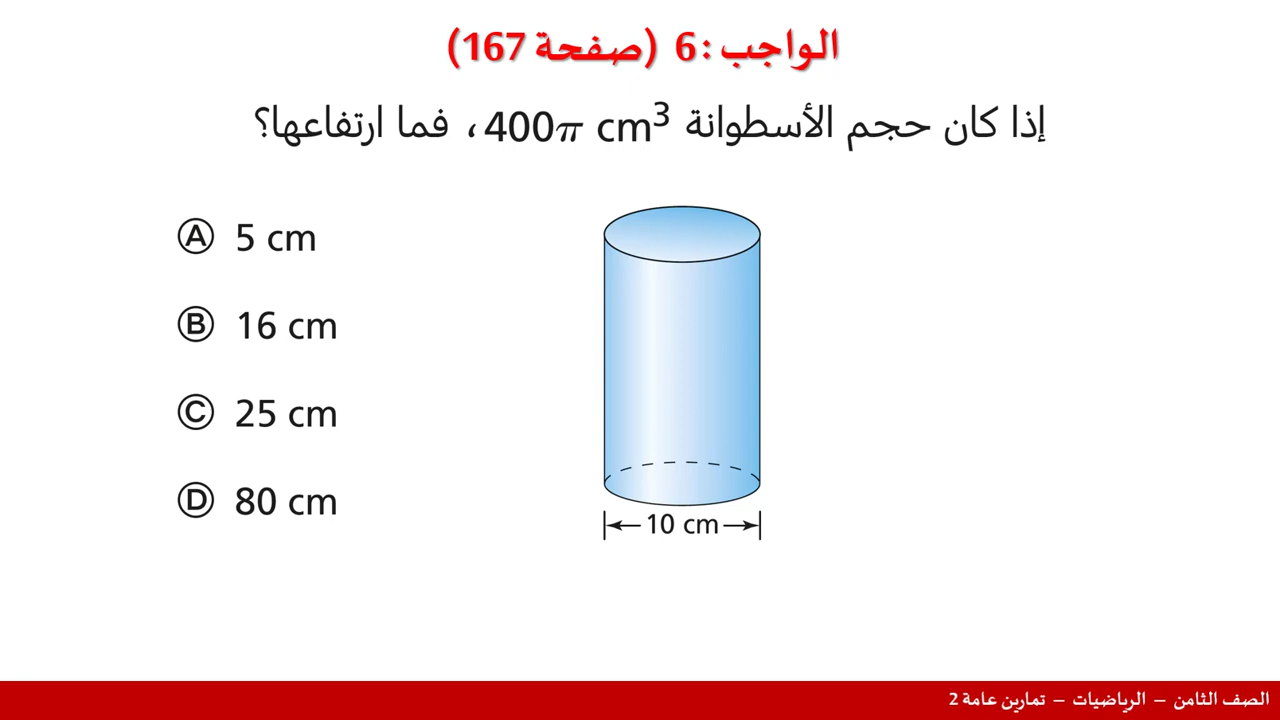 الواجب: 6 (صفحة 167)
إذا كان حجم الأسطوانة 400π cm³ ، فما ارتفاعها؟
Ⓐ 5 cm
Ⓑ 16 cm
Ⓒ 25 cm
Ⓓ 80 cm
10 cm
الصف الثامن – الرياضيات – تمارين عامة 2